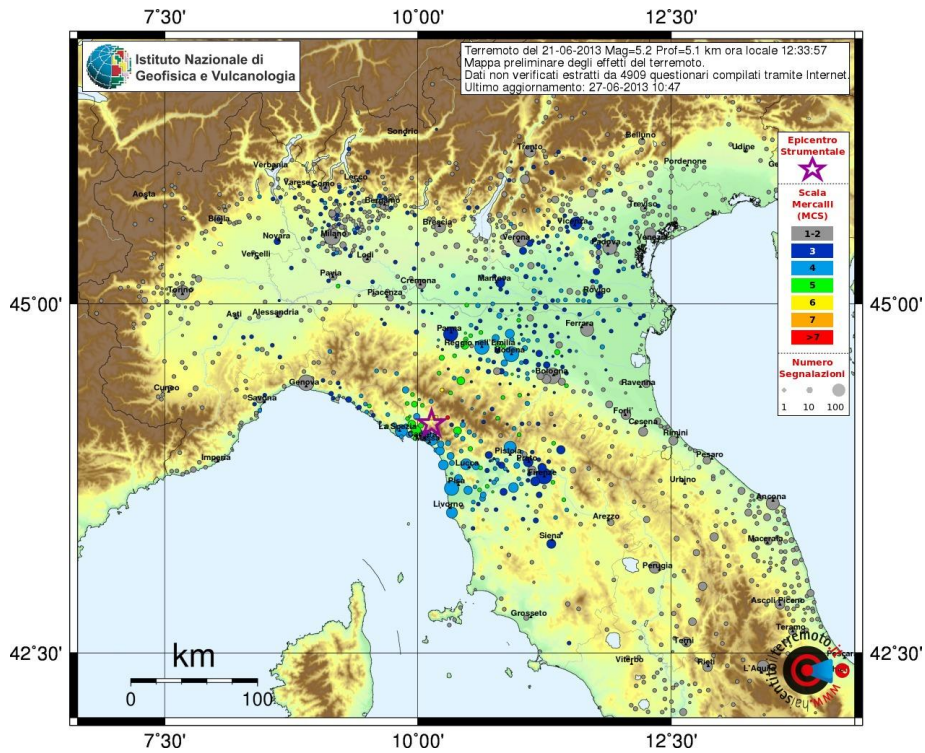 7°30'
10°00'
12°30'
Istituto Nazionale di
Geofisica e Vulcanologia
Terremoto del 21-06-2013 Mag=5.2 Prof=5.1 km ora locale 12:33:57
Mappa preliminare degli effetti del terremoto.
Dati non verificati estratti da 4909 questionari compilati tramite Internet.
Ultimo aggiornamento: 27-06-2013 10:47
Epicentro
Strumentale
Scala
Mercalli
(MCS)
1-2
3
4
5
6
7
>7
Numero
Segnalazioni
1 10 100
Sondrio
Belluno
Trento
Udine
Pordenone
Verbania
Lecco
Varese
Como
Aosta
Bergamo
Treviso
Biella
Brescia
Vicenza
Novara
Milano
Verona
Padova
Venezia
Vercelli
Lodi
Pavia
Cremona
Mantova
Rovigo
45°00'
45°00'
Torino
Piacenza
Asti
Alessandria
Parma
Ferrara
Reggio nell'Emilia
Modena
Bologna
Cuneo
Genova
Ravenna
Savona
Forlì
Cesena
La Spezia
Rimini
Imperia
Pistoia
Prato
Pesaro
Lucca
Firenze
Urbino
Pisa
Livorno
Ancona
Arezzo
Siena
Macerata
Perugia
Ascoli Piceno
Grosseto
Teramo
Terni
42°30'
42°30'
Viterbo
Rieti
L'Aquila
Pescar
km
0 100
www.haisentitoilterremoto.it
7°30'
10°00'
12°30'